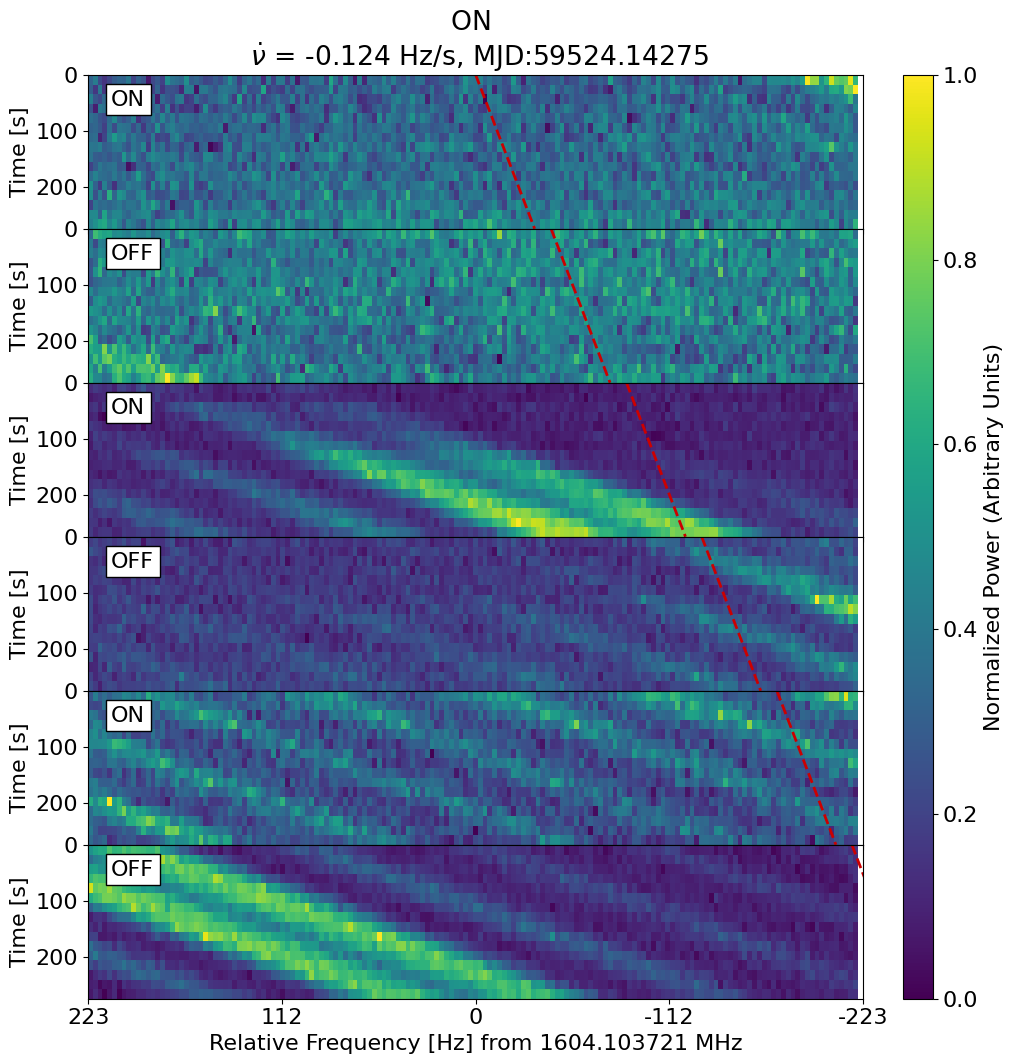 ON
ν̇ = -0.124 Hz/s, MJD:59524.14275
0
100
200
Time [s]
ON
0
100
200
Time [s]
OFF
0
100
200
Time [s]
ON
0
100
200
Time [s]
OFF
0
100
200
Time [s]
ON
0
100
200
Time [s]
OFF
223
112
0
-112
-223
Relative Frequency [Hz] from 1604.103721 MHz
1.0
0.8
0.6
0.4
0.2
0.0
Normalized Power (Arbitrary Units)